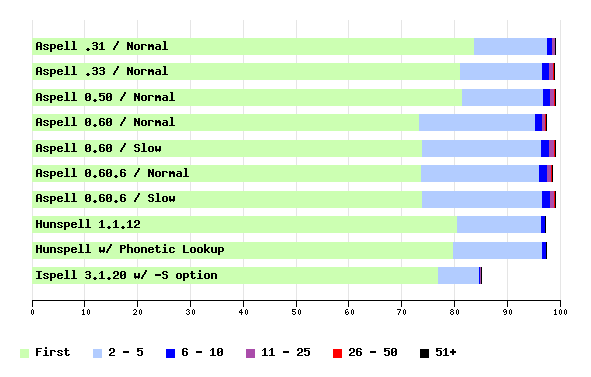 Aspell .31 / Normal
Aspell .33 / Normal
Aspell 0.50 / Normal
Aspell 0.60 / Normal
Aspell 0.60 / Slow
Aspell 0.60.6 / Normal
Aspell 0.60.6 / Slow
Hunspell 1.1.12
Hunspell w/ Phonetic Lookup
Ispell 3.1.20 w/ -S option
0 10 20 30 40 50 60 70 80 90 100
First 2 - 5 6 - 10 11 - 25 26 - 50 51+